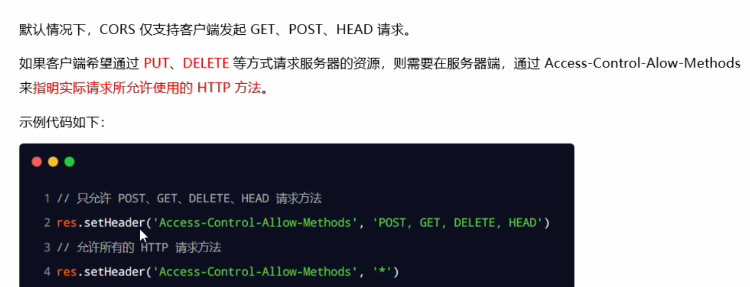 默认情况下，CORS 仅支持客户端发起 GET、POST、HEAD 请求。
如果客户端希望通过 PUT、DELETE 等方式请求服务器的资源，则需要在服务器端，通过 Access-Control-Alow-Methods
来指明实际请求所允许使用的 HTTP 方法。
示例代码如下：
1 // 只允许 POST、GET、DELETE、HEAD 请求方法
2 res.setHeader('Access-Control-Allow-Methods', 'POST, GET, DELETE, HEAD')
3 // 允许所有的 HTTP 请求方法
4 res.setHeader('Access-Control-Allow-Methods', '*')